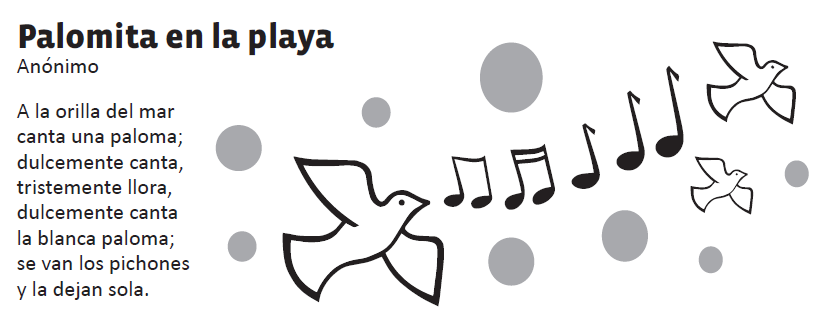 Palomita en la playa
Anónimo
A la orilla del mar
canta una paloma;
dulcemente canta,
tristemente llora,
dulcemente canta
la blanca paloma;
se van los pichones
y la dejan sola.